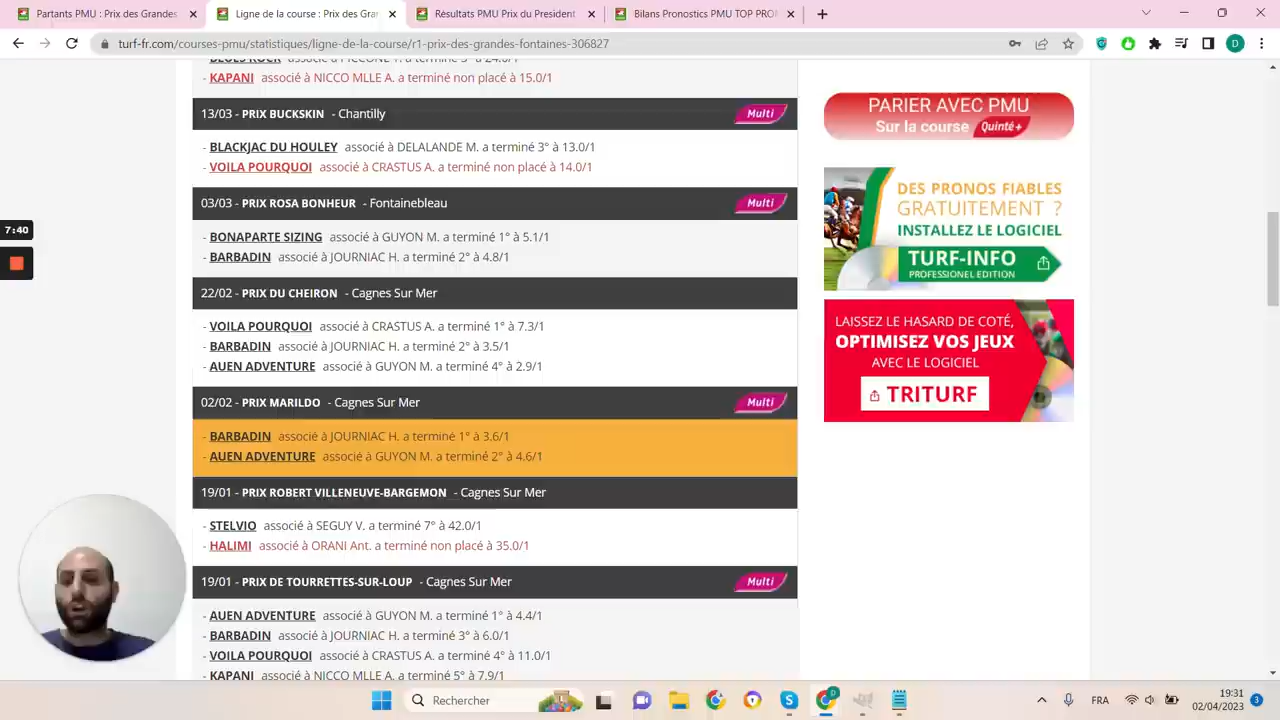 Partants PMU : Prix des Gran
Ligne de la course : Prix des Gra
Résultats PMU du Président
Bilans Pronostics PMU TOP PRO
turf-fr.com/courses-pmu/statistiques/ligne-de-la-course/r1-prix-des-grandes-fontaines-306827
D
- KAPANI associé à NICCO MLLE A. a terminé non placé à 15.0/1
13/03 - PRIX BUCKSKIN - Chantilly Multi
- BLACKJAC DU HOULEY associé à DELALANDE M. a terminé 3° à 13.0/1
- VOILA POURQUOI associé à CRASTUS A. a terminé non placé à 14.0/1
03/03 - PRIX ROSA BONHEUR - Fontainebleau Multi
- BONAPARTE SIZING associé à GUYON M. a terminé 1° à 5.1/1
- BARBADIN associé à JOURNIAC H. a terminé 2° à 4.8/1
22/02 - PRIX DU CHEIRON - Cagnes Sur Mer
- VOILA POURQUOI associé à CRASTUS A. a terminé 1° à 7.3/1
- BARBADIN associé à JOURNIAC H. a terminé 2° à 3.5/1
- AUEN ADVENTURE associé à GUYON M. a terminé 4° à 2.9/1
02/02 - PRIX MARILDO - Cagnes Sur Mer Multi
- BARBADIN associé à JOURNIAC H. a terminé 1° à 3.6/1
- AUEN ADVENTURE associé à GUYON M. a terminé 2° à 4.6/1
19/01 - PRIX ROBERT VILLENEUVE-BARGEMON - Cagnes Sur Mer
- STELVIO associé à SEGUY V. a terminé 7° à 42.0/1
- HALIMI associé à ORANI Ant. a terminé non placé à 35.0/1
19/01 - PRIX DE TOURRETTES-SUR-LOUP - Cagnes Sur Mer Multi
- AUEN ADVENTURE associé à GUYON M. a terminé 1° à 4.4/1
- BARBADIN associé à JOURNIAC H. a terminé 3° à 6.0/1
- VOILA POURQUOI associé à CRASTUS A. a terminé 4° à 11.0/1
- KAPANI associé à NICCO MLLE A. a terminé 5° à 7.9/1
PARIER AVEC PMU
Sur la course Quinté+
DES PRONOS FIABLES
GRATUITEMENT ?
INSTALLEZ LE LOGICIEL
TURF-INFO
PROFESSIONEL EDITION
LAISSEZ LE HASARD DE COTÉ,
OPTIMISEZ VOS JEUX
AVEC LE LOGICIEL
TRITURF
7:40
Rechercher
D
FRA
19:31
02/04/2023
3